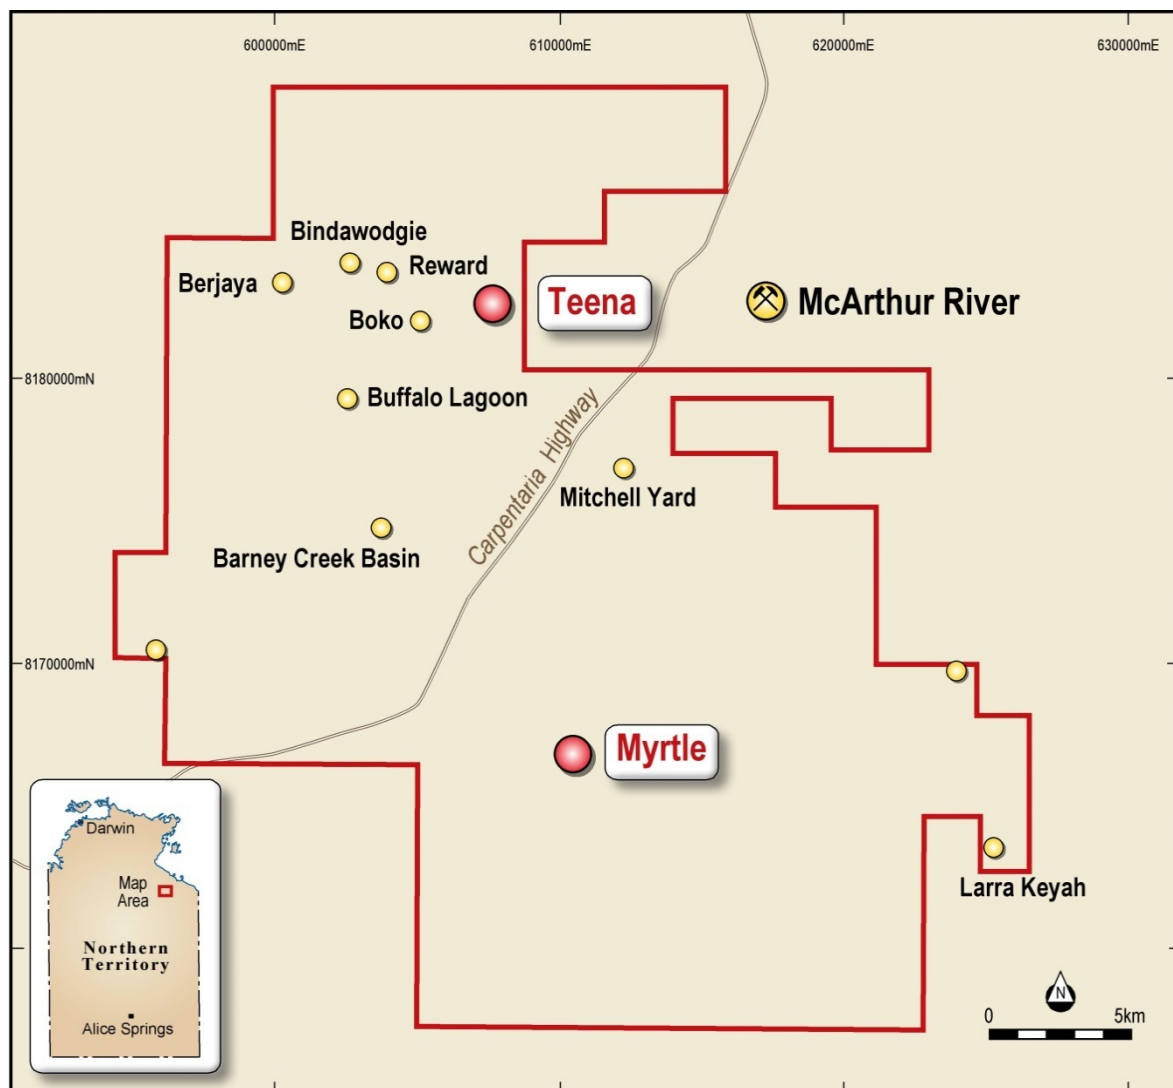 600000mE
610000mE
620000mE
630000mE
Bindawodgie
Reward
Berjaya
Boko
Teena
McArthur River
8180000mN
Buffalo Lagoon
Carpentaria Highway
Mitchell Yard
Barney Creek Basin
8170000mN
Myrtle
Larra Keyah
Darwin
Map
Area
Northern
Territory
Alice Springs
N
0 5km